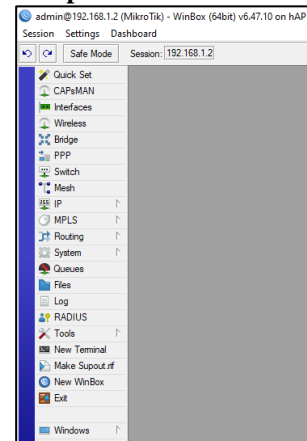 admin@192.168.1.2 (MikroTik) - WinBox (64bit) v6.47.10 on hAP
Session Settings Dashboard
Safe Mode Session: 192.168.1.2
Quick Set
CAPsMAN
Interfaces
Wireless
Bridge
PPP
Switch
Mesh
IP
MPLS
Routing
System
Queues
Files
Log
RADIUS
Tools
New Terminal
Make Supout.rif
New WinBox
Exit
Windows